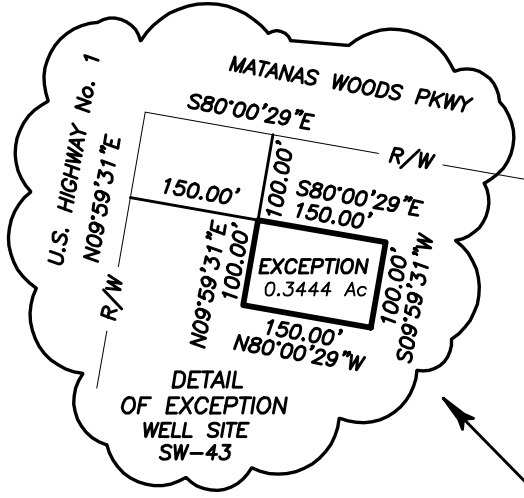 MATANAS WOODS PKWY
U.S. HIGHWAY No. 1
N09°59'31"E
R/W
S80°00'29"E
R/W
150.00'
100.00'
S80°00'29"E
150.00'
N09°59'31"E
100.00'
EXCEPTION
0.3444 Ac
100.00'
S09°59'31"W
150.00'
N80°00'29"W
DETAIL
OF EXCEPTION
WELL SITE
SW-43